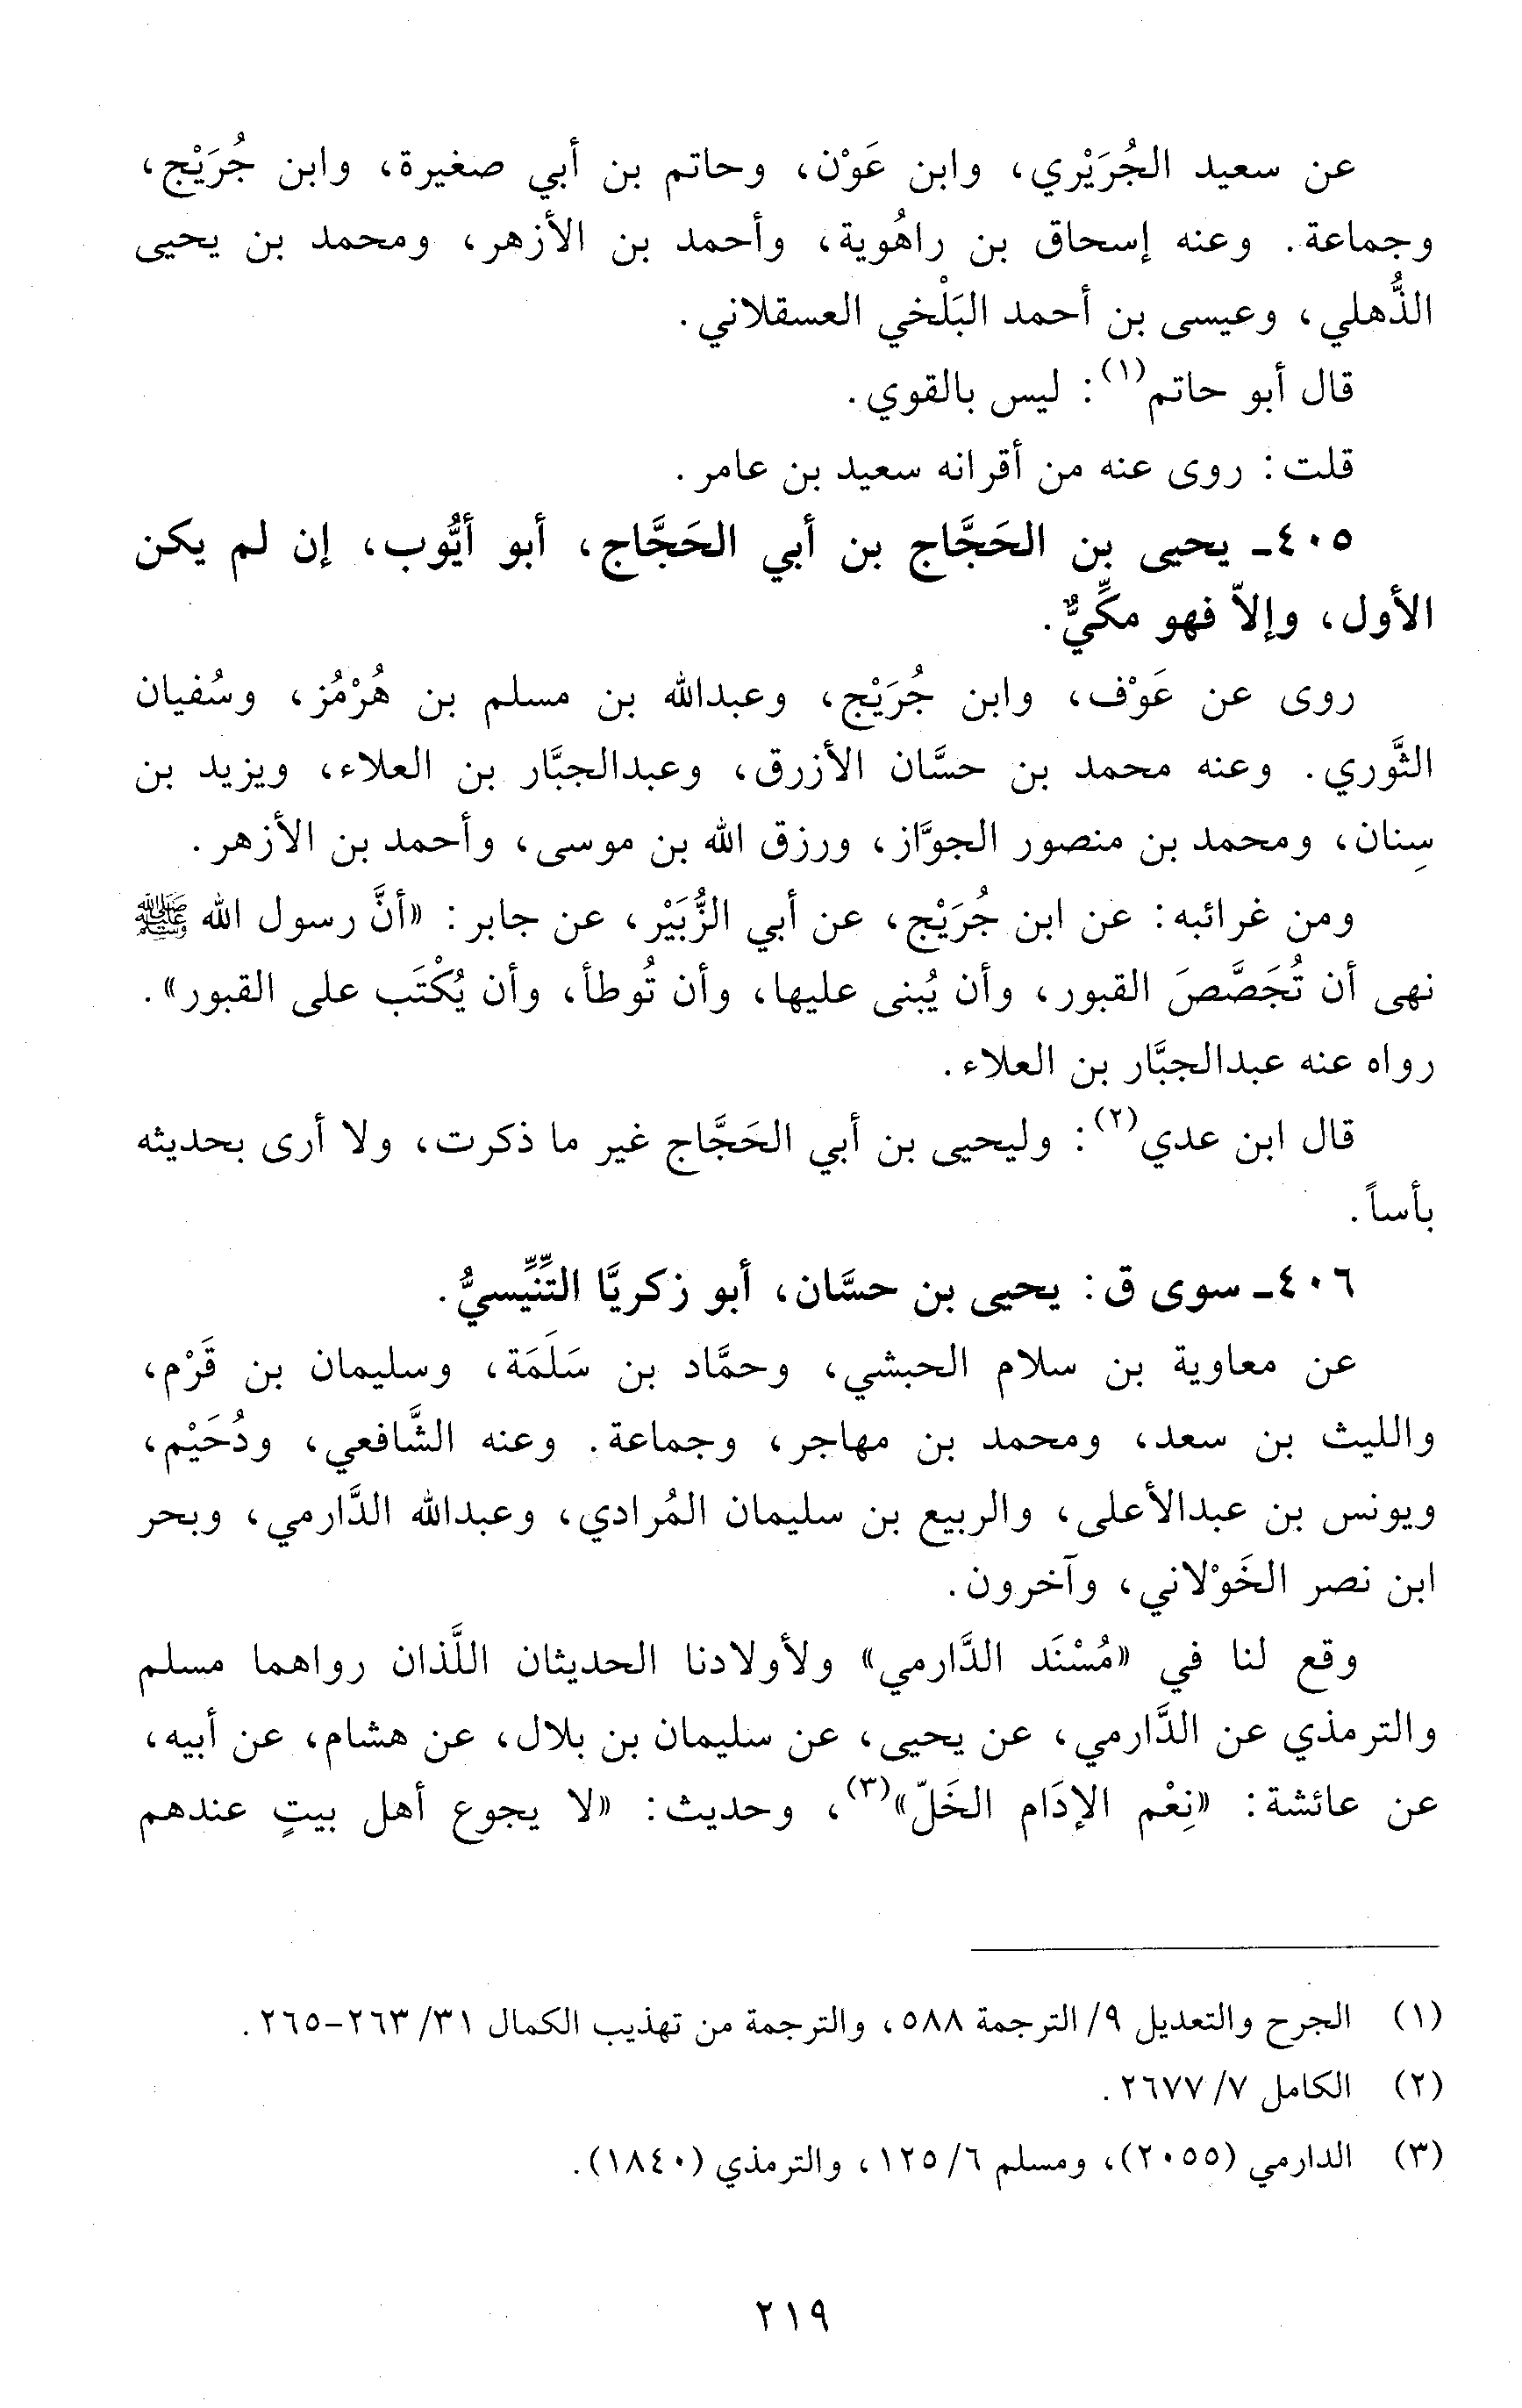 عن سعيد الجُرَيْري، وابن عَوْن، وحاتم بن أبي صغيرة، وابن جُرَيْج،
وجماعة. وعنه إسحاق بن راهُوية، وأحمد بن الأزهر، ومحمد بن يحيى
الذُّهلي، وعيسى بن أحمد البَلْخي العسقلاني.
قال أبو حاتم(١): ليس بالقوي.
قلت: روى عنه من أقرانه سعيد بن عامر.
٤٠٥ـ يحيى بن الحَجَّاج بن أبي الحَجَّاج، أبو أيُّوب، إن لم يكن
الأول، وإلاّ فهو مكِّيٌّ.
روى عن عَوْف، وابن جُرَيْج، وعبدالله بن مسلم بن هُرْمُز، وسُفيان
الثَّوري. وعنه محمد بن حسَّان الأزرق، وعبدالجبَّار بن العلاء، ويزيد بن
سِنان، ومحمد بن منصور الجوَّاز، ورزق الله بن موسى، وأحمد بن الأزهر.
ومن غرائبه: عن ابن جُرَيْج، عن أبي الزُّبَيْر، عن جابر: «أنَّ رسول الله ﷺ
نهى أن تُجَصَّصَ القبور، وأن يُبنى عليها، وأن تُوطأ، وأن يُكْتَب على القبور».
رواه عنه عبدالجبَّار بن العلاء.
قال ابن عدي(٢): وليحيى بن أبي الحَجَّاج غير ما ذكرت، ولا أرى بحديثه
بأساً.
٤٠٦ـ سوى ق: يحيى بن حسَّان، أبو زكريَّا التِّنِّيسيُّ.
عن معاوية بن سلام الحبشي، وحمَّاد بن سَلَمَة، وسليمان بن قَرْم،
والليث بن سعد، ومحمد بن مهاجر، وجماعة. وعنه الشَّافعي، ودُحَيْم،
ويونس بن عبدالأعلى، والربيع بن سليمان المُرادي، وعبدالله الدَّارمي، وبحر
ابن نصر الخَوْلاني، وآخرون.
وقع لنا في «مُسْنَد الدَّارمي» ولأولادنا الحديثان اللَّذان رواهما مسلم
والترمذي عن الدَّارمي، عن يحيى، عن سليمان بن بلال، عن هشام، عن أبيه،
عن عائشة: «نِعْم الإدَام الخَلّ»(٣)، وحديث: «لا يجوع أهل بيتٍ عندهم
(١) الجرح والتعديل ٩/ الترجمة ٥٨٨، والترجمة من تهذيب الكمال ٣١/ ٢٦٣-٢٦٥.
(٢) الكامل ٧/ ٢٦٧٧.
(٣) الدارمي (٢٠٥٥)، ومسلم ٦/ ١٢٥، والترمذي (١٨٤٠).
٢١٩